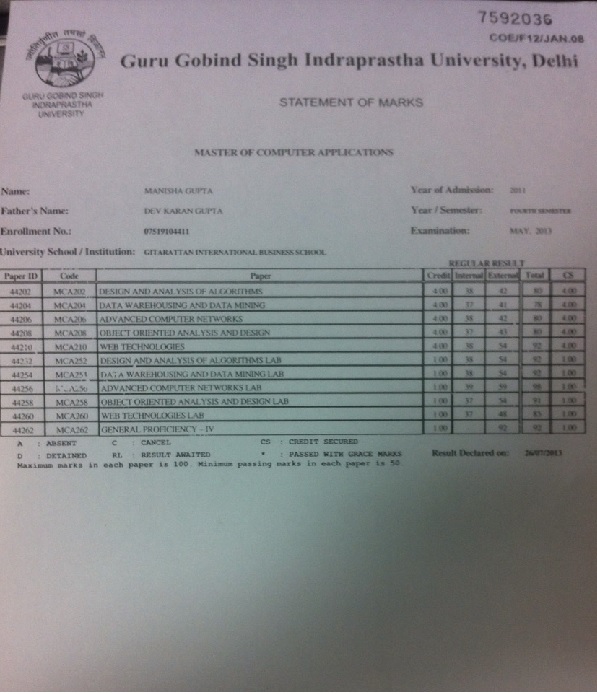 7592036
COE/F12/JAN.08
Guru Gobind Singh Indraprastha University, Delhi
GURU GOBIND SINGH
INDRAPRASTHA
UNIVERSITY
STATEMENT OF MARKS
MASTER OF COMPUTER APPLICATIONS
Name: MANISHA GUPTA Year of Admission: 2011
Father's Name: DEV KARAN GUPTA Year / Semester: FOURTH SEMESTER
Enrollment No.: 07519104411 Examination: MAY, 2013
University School / Institution: GITARATTAN INTERNATIONAL BUSINESS SCHOOL
REGULAR RESULT
Paper ID Code Paper Credit Internal External Total CS
44202 MCA202 DESIGN AND ANALYSIS OF ALGORITHMS 4.00 38 42 80 4.00
44204 MCA204 DATA WAREHOUSING AND DATA MINING 4.00 37 41 78 4.00
44206 MCA206 ADVANCED COMPUTER NETWORKS 4.00 38 42 80 4.00
44208 MCA208 OBJECT ORIENTED ANALYSIS AND DESIGN 4.00 37 43 80 4.00
44210 MCA210 WEB TECHNOLOGIES 4.00 38 54 92 4.00
44252 MCA252 DESIGN AND ANALYSIS OF ALGORITHMS LAB 1.00 38 54 92 1.00
44254 MCA254 DATA WAREHOUSING AND DATA MINING LAB 1.00 38 54 92 1.00
44256 MCA256 ADVANCED COMPUTER NETWORKS LAB 1.00 39 59 98 1.00
44258 MCA258 OBJECT ORIENTED ANALYSIS AND DESIGN LAB 1.00 37 54 91 1.00
44260 MCA260 WEB TECHNOLOGIES LAB 1.00 37 1.00
44262 MCA262 GENERAL PROFICIENCY - IV 1.00 92 92 1.00
A : ABSENT C : CANCEL CS : CREDIT SECURED
D : DETAINED RL : RESULT AWAITED * : PASSED WITH GRACE MARKS Result Declared on: 26/07/2013
Maximum marks in each paper is 100. Minimum passing marks in each paper is 50